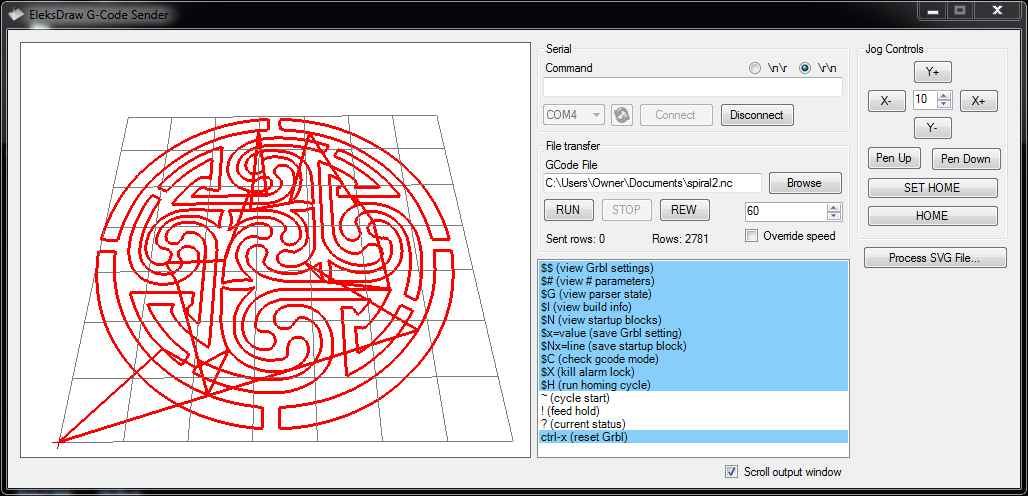 EleksDraw G-Code Sender
Serial
Command
\n\r
\r\n
COM4
Connect
Disconnect
File transfer
GCode File
C:\Users\Owner\Documents\spiral2.nc
Browse
RUN
STOP
REW
60
Sent rows: 0
Rows: 2781
Override speed
$$ (view Grbl settings)
$# (view # parameters)
$G (view parser state)
$I (view build info)
$N (view startup blocks)
$x=value (save Grbl setting)
$Nx=line (save startup block)
$C (check gcode mode)
$X (kill alarm lock)
$H (run homing cycle)
~ (cycle start)
! (feed hold)
? (current status)
ctrl-x (reset Grbl)
Scroll output window
Jog Controls
Y+
X-
10
X+
Y-
Pen Up
Pen Down
SET HOME
HOME
Process SVG File...